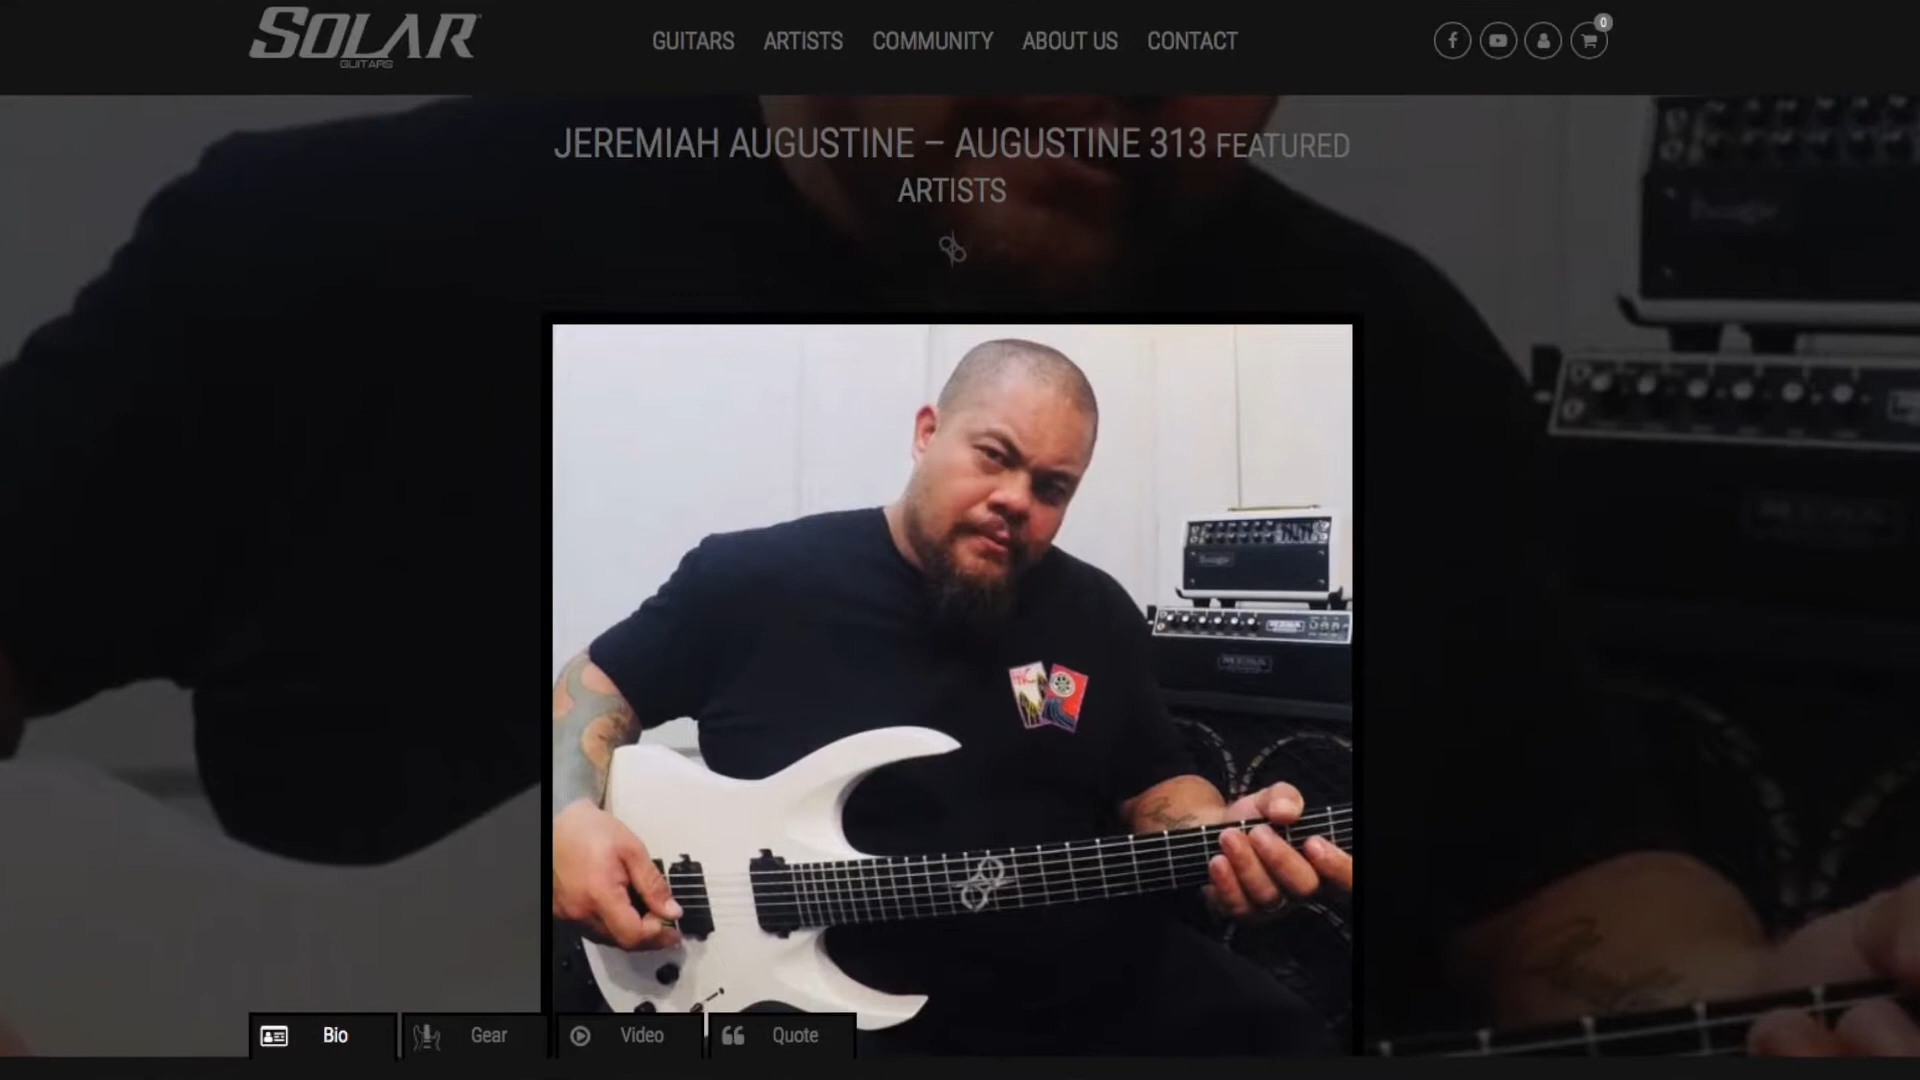 SOLAR
GUITARS
GUITARS ARTISTS COMMUNITY ABOUT US CONTACT
0
JEREMIAH AUGUSTINE – AUGUSTINE 313 FEATURED
ARTISTS
MESA
Bio Gear Video Quote